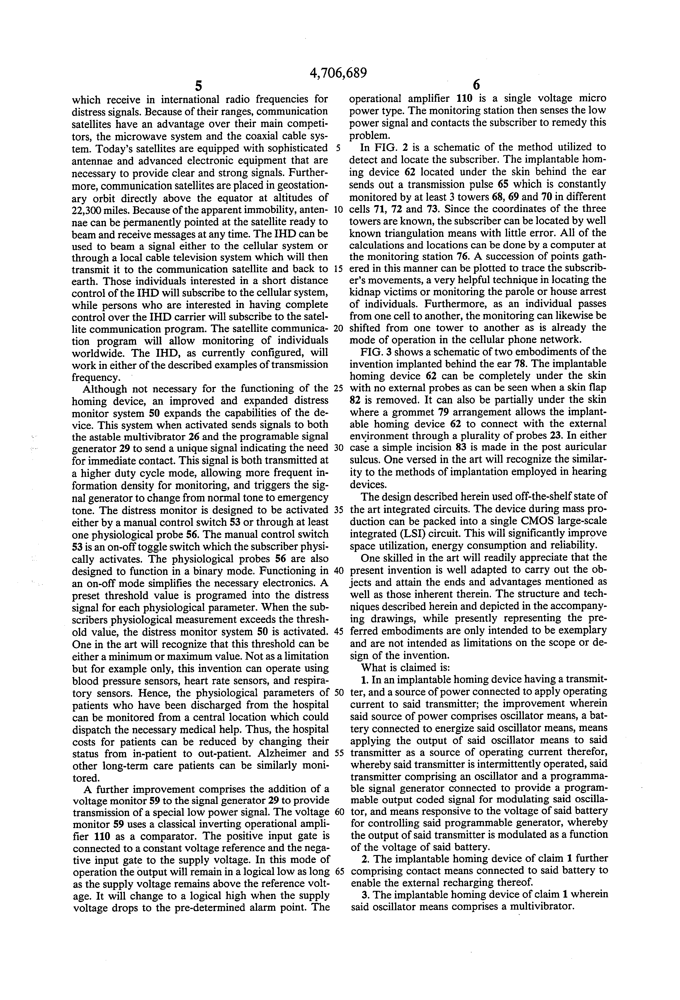 4,706,689
5
which receive in international radio frequencies for
distress signals. Because of their ranges, communication
satellites have an advantage over their main competi-
tors, the microwave system and the coaxial cable sys-
tem. Today's satellites are equipped with sophisticated 5
antennae and advanced electronic equipment that are
necessary to provide clear and strong signals. Further-
more, communication satellites are placed in geostation-
ary orbit directly above the equator at altitudes of
22,300 miles. Because of the apparent immobility, anten- 10
nae can be permanently pointed at the satellite ready to
beam and receive messages at any time. The IHD can be
used to beam a signal either to the cellular system or
through a local cable television system which will then
transmit it to the communication satellite and back to 15
earth. Those individuals interested in a short distance
control of the IHD will subscribe to the cellular system,
while persons who are interested in having complete
control over the IHD carrier will subscribe to the satel-
lite communication program. The satellite communica- 20
tion program will allow monitoring of individuals
worldwide. The IHD, as currently configured, will
work in either of the described examples of transmission
frequency.
Although not necessary for the functioning of the 25
homing device, an improved and expanded distress
monitor system 50 expands the capabilities of the de-
vice. This system when activated sends signals to both
the astable multivibrator 26 and the programable signal
generator 29 to send a unique signal indicating the need 30
for immediate contact. This signal is both transmitted at
a higher duty cycle mode, allowing more frequent in-
formation density for monitoring, and triggers the sig-
nal generator to change from normal tone to emergency
tone. The distress monitor is designed to be activated 35
either by a manual control switch 53 or through at least
one physiological probe 56. The manual control switch
53 is an on-off toggle switch which the subscriber physi-
cally activates. The physiological probes 56 are also
designed to function in a binary mode. Functioning in 40
an on-off mode simplifies the necessary electronics. A
preset threshold value is programed into the distress
signal for each physiological parameter. When the sub-
scribers physiological measurement exceeds the thresh-
old value, the distress monitor system 50 is activated. 45
One in the art will recognize that this threshold can be
either a minimum or maximum value. Not as a limitation
but for example only, this invention can operate using
blood pressure sensors, heart rate sensors, and respira-
tory sensors. Hence, the physiological parameters of 50
patients who have been discharged from the hospital
can be monitored from a central location which could
dispatch the necessary medical help. Thus, the hospital
costs for patients can be reduced by changing their
status from in-patient to out-patient. Alzheimer and 55
other long-term care patients can be similarly moni-
tored.
A further improvement comprises the addition of a
voltage monitor 59 to the signal generator 29 to provide
transmission of a special low power signal. The voltage 60
monitor 59 uses a classical inverting operational ampli-
fier 110 as a comparator. The positive input gate is
connected to a constant voltage reference and the nega-
tive input gate to the supply voltage. In this mode of
operation the output will remain in a logical low as long 65
as the supply voltage remains above the reference volt-
age. It will change to a logical high when the supply
voltage drops to the pre-determined alarm point. The
6
operational amplifier 110 is a single voltage micro
power type. The monitoring station then senses the low
power signal and contacts the subscriber to remedy this
problem.
In FIG. 2 is a schematic of the method utilized to
detect and locate the subscriber. The implantable hom-
ing device 62 located under the skin behind the ear
sends out a transmission pulse 65 which is constantly
monitored by at least 3 towers 68, 69 and 70 in different
cells 71, 72 and 73. Since the coordinates of the three
towers are known, the subscriber can be located by well
known triangulation means with little error. All of the
calculations and locations can be done by a computer at
the monitoring station 76. A succession of points gath-
ered in this manner can be plotted to trace the subscrib-
er's movements, a very helpful technique in locating the
kidnap victims or monitoring the parole or house arrest
of individuals. Furthermore, as an individual passes
from one cell to another, the monitoring can likewise be
shifted from one tower to another as is already the
mode of operation in the cellular phone network.
FIG. 3 shows a schematic of two embodiments of the
invention implanted behind the ear 78. The implantable
homing device 62 can be completely under the skin
with no external probes as can be seen when a skin flap
82 is removed. It can also be partially under the skin
where a grommet 79 arrangement allows the implant-
able homing device 62 to connect with the external
environment through a plurality of probes 23. In either
case a simple incision 83 is made in the post auricular
sulcus. One versed in the art will recognize the similar-
ity to the methods of implantation employed in hearing
devices.
The design described herein used off-the-shelf state of
the art integrated circuits. The device during mass pro-
duction can be packed into a single CMOS large-scale
integrated (LSI) circuit. This will significantly improve
space utilization, energy consumption and reliability.
One skilled in the art will readily appreciate that the
present invention is well adapted to carry out the ob-
jects and attain the ends and advantages mentioned as
well as those inherent therein. The structure and tech-
niques described herein and depicted in the accompany-
ing drawings, while presently representing the pre-
ferred embodiments are only intended to be exemplary
and are not intended as limitations on the scope or de-
sign of the invention.
What is claimed is:
1. In an implantable homing device having a transmit-
ter, and a source of power connected to apply operating
current to said transmitter; the improvement wherein
said source of power comprises oscillator means, a bat-
tery connected to energize said oscillator means, means
applying the output of said oscillator means to said
transmitter as a source of operating current therefor,
whereby said transmitter is intermittently operated, said
transmitter comprising an oscillator and a programma-
ble signal generator connected to provide a program-
mable output coded signal for modulating said oscilla-
tor, and means responsive to the voltage of said battery
for controlling said programmable generator, whereby
the output of said transmitter is modulated as a function
of the voltage of said battery.
2. The implantable homing device of claim 1 further
comprising contact means connected to said battery to
enable the external recharging thereof.
3. The implantable homing device of claim 1 wherein
said oscillator means comprises a multivibrator.